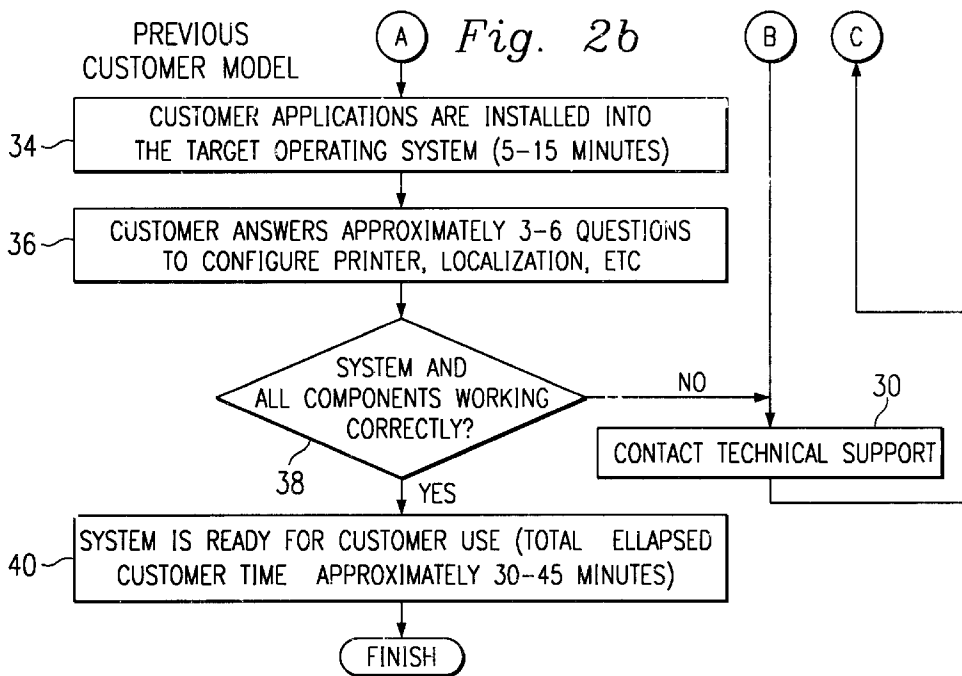 PREVIOUS
CUSTOMER MODEL
A
Fig. 2b
B
C
34
CUSTOMER APPLICATIONS ARE INSTALLED INTO
THE TARGET OPERATING SYSTEM (5-15 MINUTES)
36
CUSTOMER ANSWERS APPROXIMATELY 3-6 QUESTIONS
TO CONFIGURE PRINTER, LOCALIZATION, ETC
SYSTEM AND
ALL COMPONENTS WORKING
CORRECTLY?
38
NO
30
CONTACT TECHNICAL SUPPORT
YES
40
SYSTEM IS READY FOR CUSTOMER USE (TOTAL ELLAPSED
CUSTOMER TIME APPROXIMATELY 30-45 MINUTES)
FINISH